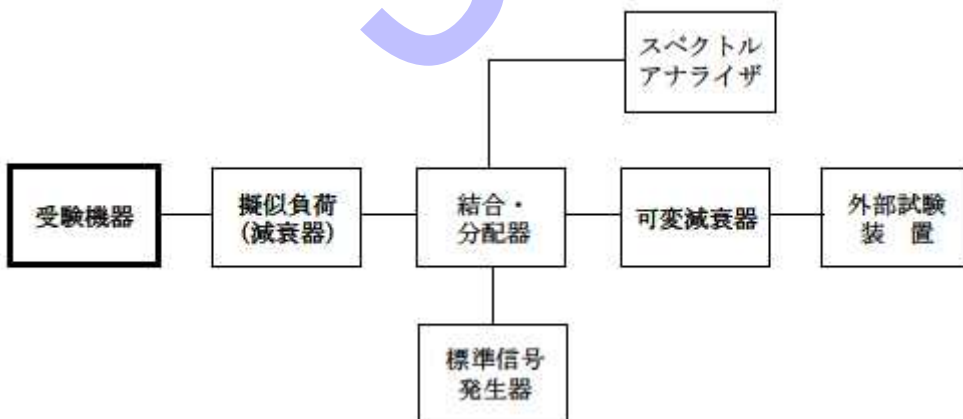 スペクトル
アナライザ
受験機器
擬似負荷
(減衰器)
結合・
分配器
可変減衰器
外部試験
装 置
標準信号
発生器